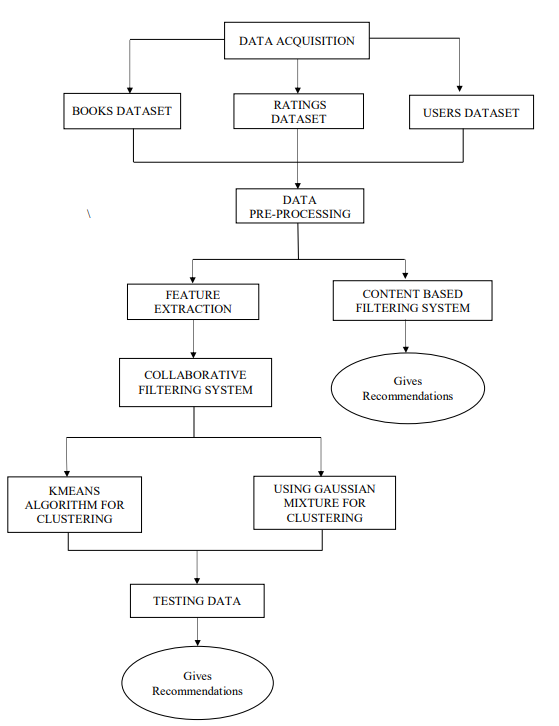 DATA ACQUISITION
BOOKS DATASET
RATINGS
DATASET
USERS DATASET
DATA
PRE-PROCESSING
\
FEATURE
EXTRACTION
CONTENT BASED
FILTERING SYSTEM
COLLABORATIVE
FILTERING SYSTEM
Gives
Recommendations
KMEANS
ALGORITHM FOR
CLUSTERING
USING GAUSSIAN
MIXTURE FOR
CLUSTERING
TESTING DATA
Gives
Recommendations